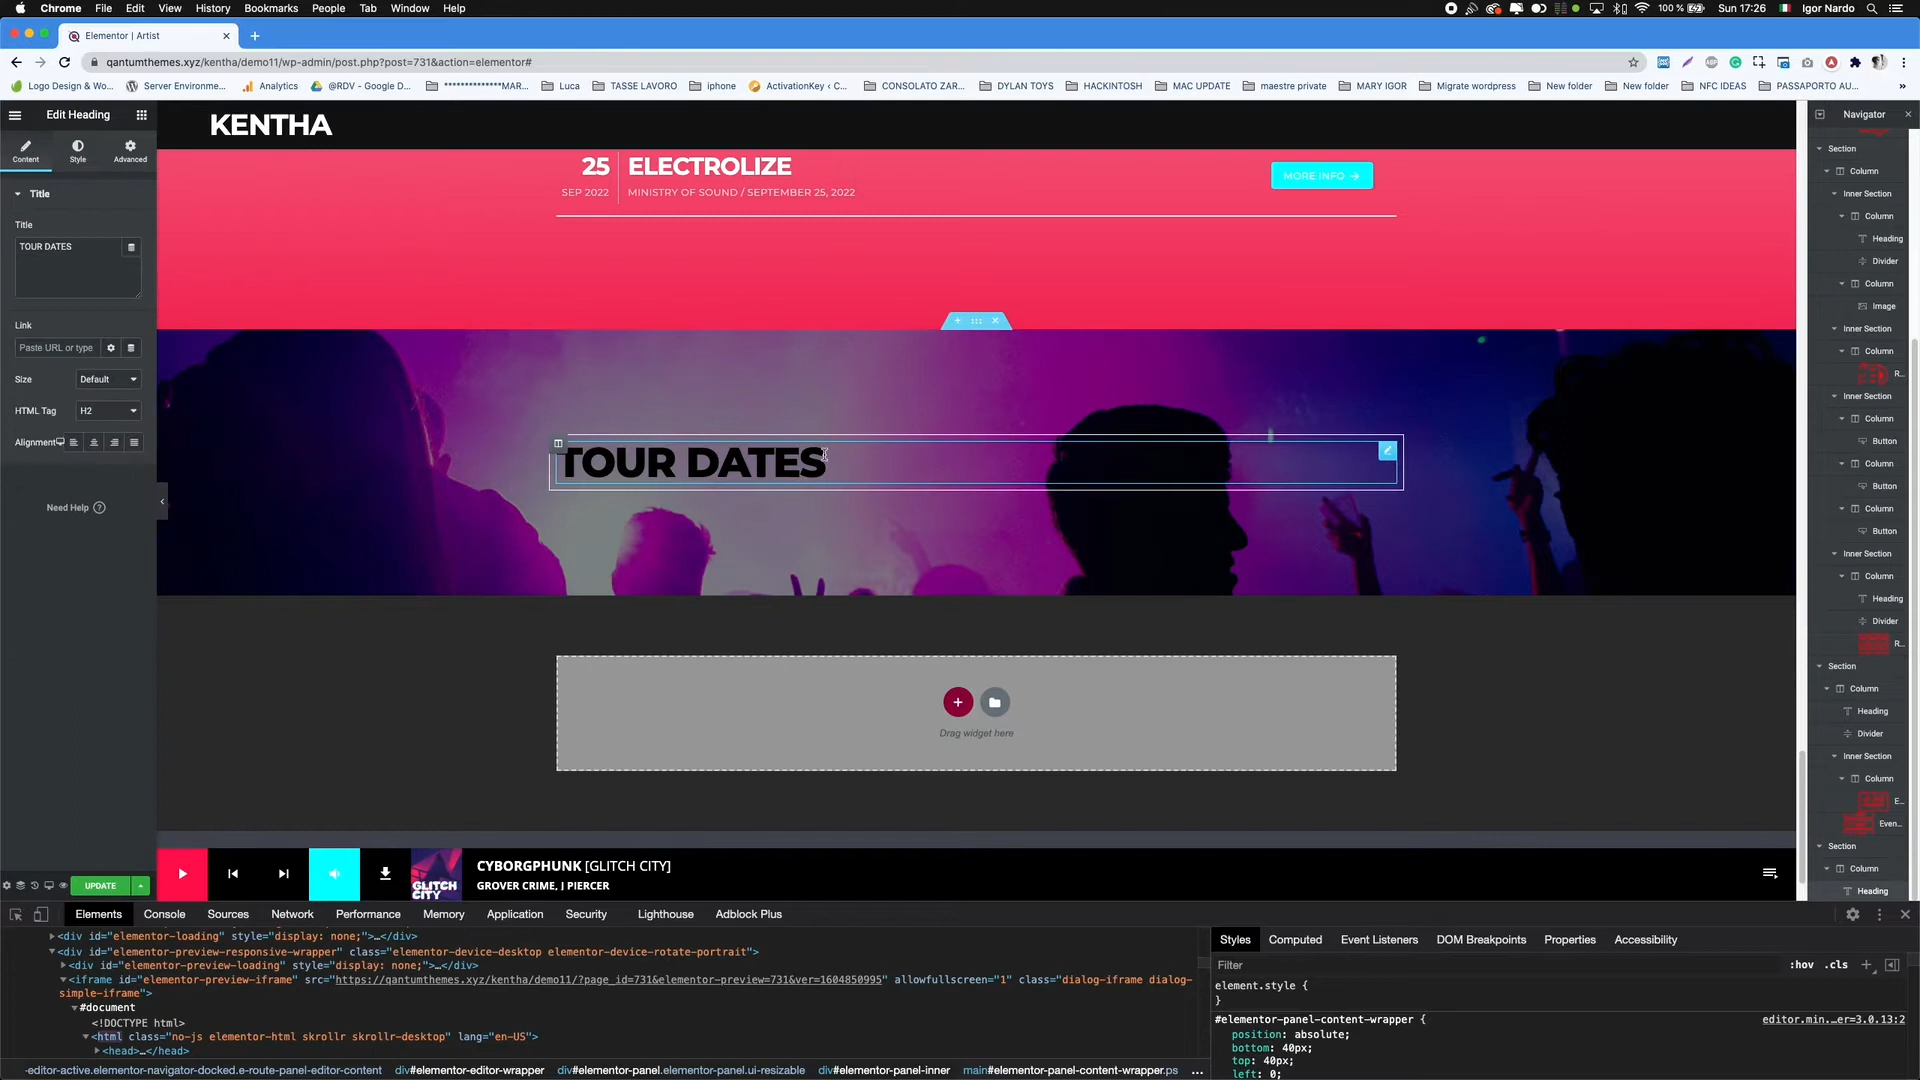 Chrome File Edit View History Bookmarks People Tab Window Help
100 % Sun 17:26 Igor Nardo
Elementor | Artist
qantumthemes.xyz/kentha/demo11/wp-admin/post.php?post=731&action=elementor#
Logo Design & Wo... Server Environme... Analytics @RDV - Google D... **************MAR... Luca TASSE LAVORO iphone ActivationKey ‹ C... CONSOLATO ZAR... DYLAN TOYS HACKINTOSH MAC UPDATE maestre private MARY IGOR Migrate wordpress New folder New folder NFC IDEAS PASSAPORTO AU... »
Edit Heading
Content
Style
Advanced
Title
Title
TOUR DATES
Link
Paste URL or type
Size
Default
HTML Tag
H2
Alignment
Need Help ?
UPDATE
KENTHA
25
SEP 2022
ELECTROLIZE
MINISTRY OF SOUND / SEPTEMBER 25, 2022
MORE INFO
TOUR DATES
Drag widget here
Navigator
Section
Column
Inner Section
Column
Heading
Divider
Column
Image
Inner Section
Column
R...
Inner Section
Column
Button
Column
Button
Column
Button
Inner Section
Column
Heading
Divider
R...
Section
Column
Heading
Divider
Inner Section
Column
E...
Even...
Section
Column
Heading
GLITCH CITY
CYBORGPHUNK [GLITCH CITY]
GROVER CRIME, J PIERCER
Elements Console Sources Network Performance Memory Application Security Lighthouse Adblock Plus
<div id="elementor-loading" style="display: none;">…</div>
<div id="elementor-preview-responsive-wrapper" class="elementor-device-desktop elementor-device-rotate-portrait">
<div id="elementor-preview-loading" style="display: none;">…</div>
<iframe id="elementor-preview-iframe" src="https://qantumthemes.xyz/kentha/demo11/?page_id=731&elementor-preview=731&ver=1604850995" allowfullscreen="1" class="dialog-iframe dialog-
simple-iframe">
#document
<!DOCTYPE html>
<html class="no-js elementor-html skrollr skrollr-desktop" lang="en-US">
<head>…</head>
-editor-active.elementor-navigator-docked.e-route-panel-editor-content div#elementor-editor-wrapper div#elementor-panel.elementor-panel.ui-resizable div#elementor-panel-inner main#elementor-panel-content-wrapper.ps ...
Styles Computed Event Listeners DOM Breakpoints Properties Accessibility
Filter
:hov .cls +
element.style {
}
#elementor-panel-content-wrapper {
editor.min.…er=3.0.13:2
position: absolute;
bottom: 40px;
top: 40px;
left: 0;